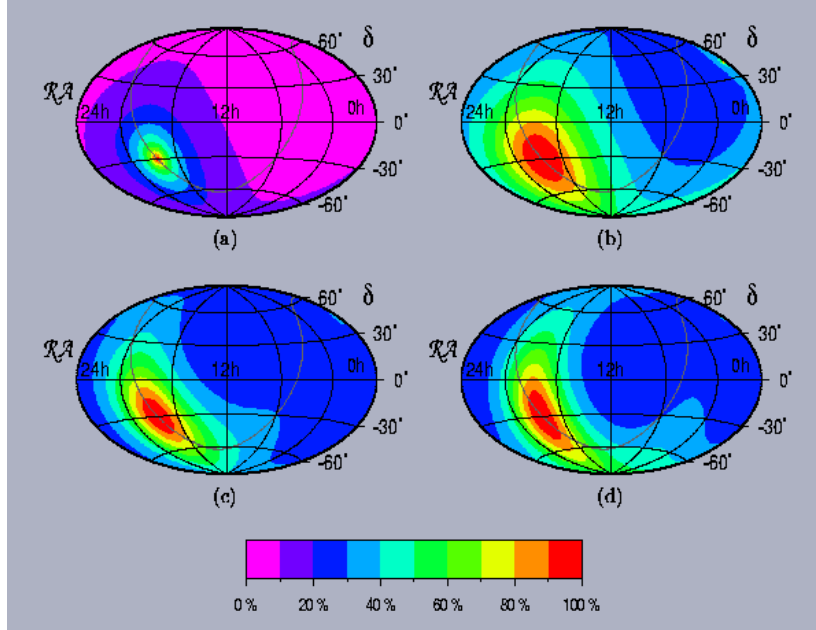 60° δ 60° δ
30° 30°
RA 24h 12h 0h RA 24h 12h 0h
0° 0°
-30° -30°
-60° -60°
(a) (b)
60° δ 60° δ
30° 30°
RA 24h 12h 0h RA 24h 12h 0h
0° 0°
-30° -30°
-60° -60°
(c) (d)
0 % 20 % 40 % 60 % 80 % 100 %